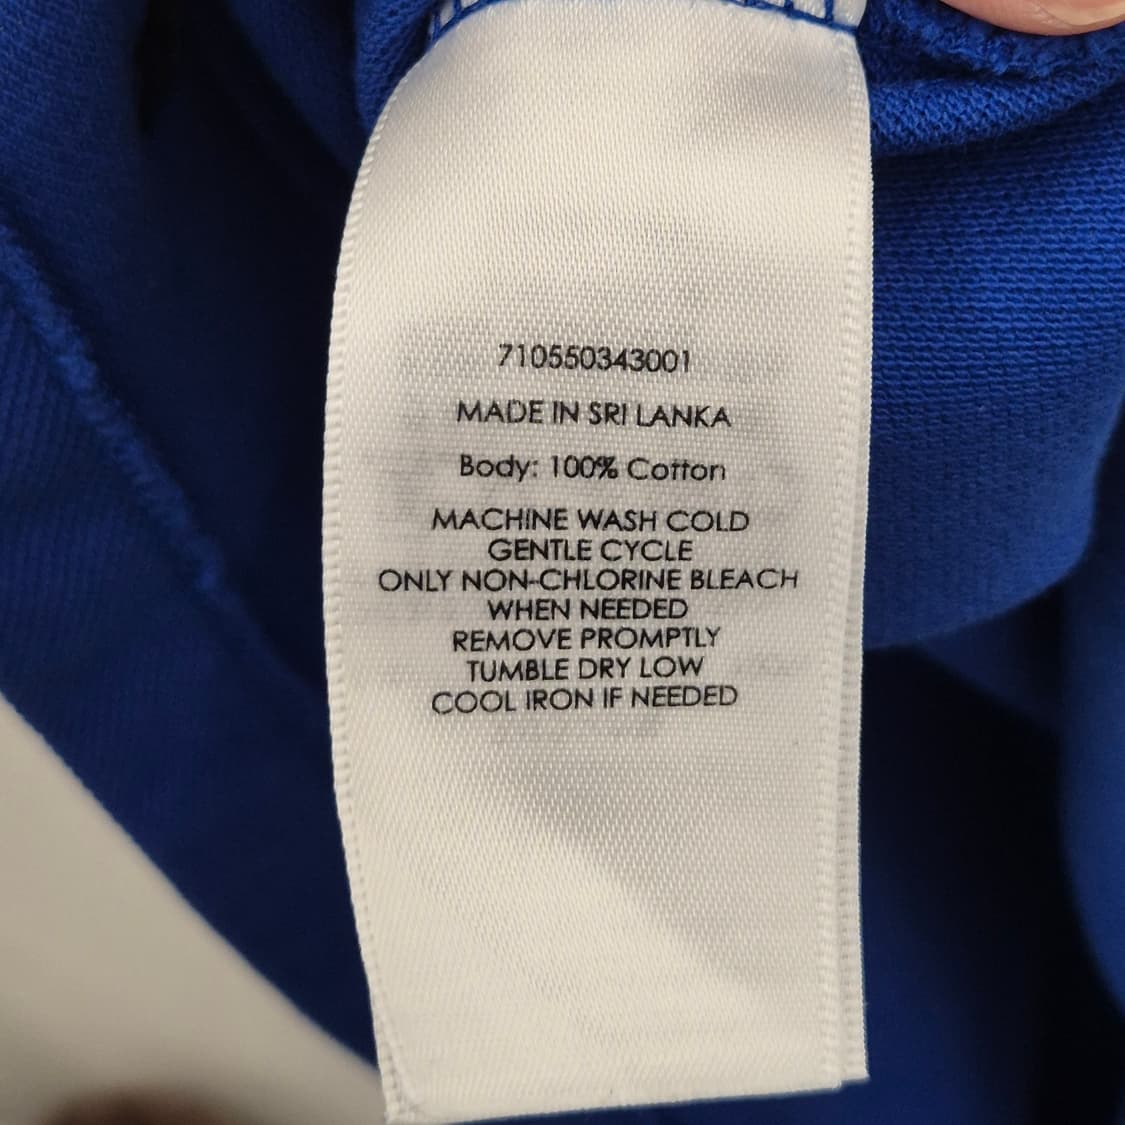 710550343001
MADE IN SRI LANKA
Body: 100% Cotton
MACHINE WASH COLD
GENTLE CYCLE
ONLY NON-CHLORINE BLEACH
WHEN NEEDED
REMOVE PROMPTLY
TUMBLE DRY LOW
COOL IRON IF NEEDED